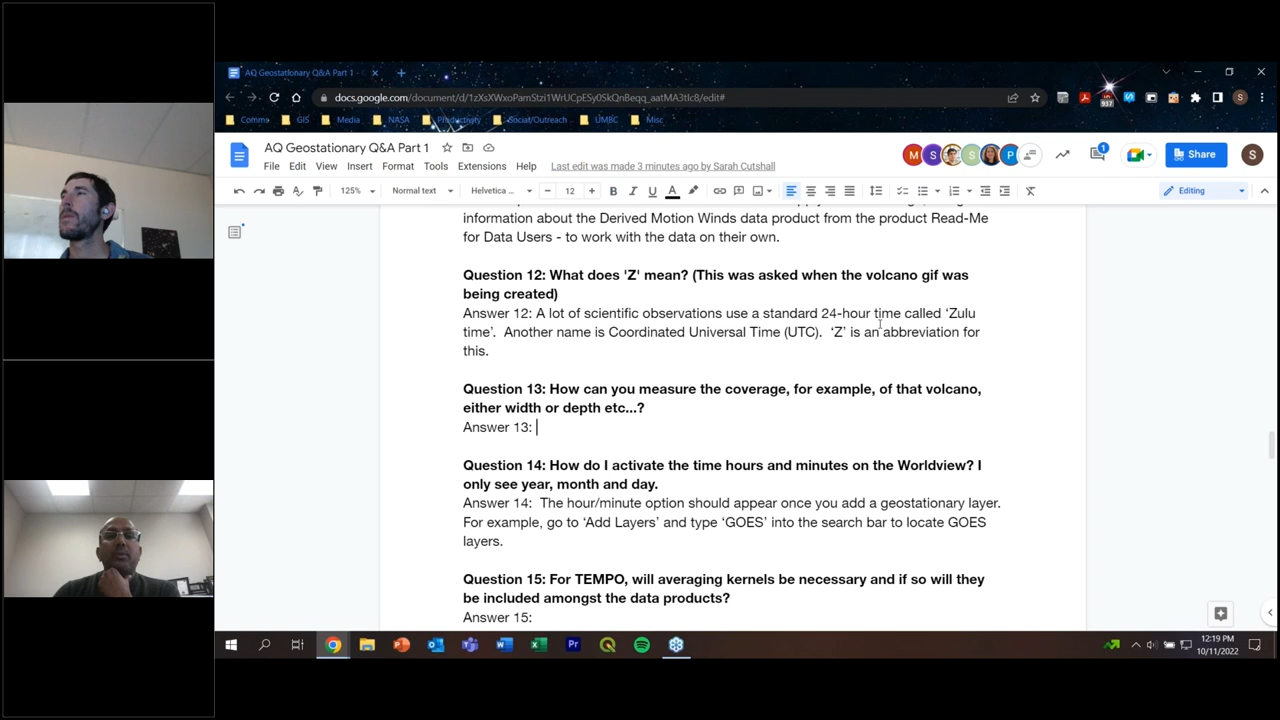 AQ Geostationary Q&A Part 1
docs.google.com/document/d/1zXsXWxoPamStzi1WrUCpESy0SkQnBeqq_aatMA3tIc8/edit#
937
S
Comms GIS Media NASA Productivity Social/Outreach UMBC Misc
AQ Geostationary Q&A Part 1
File Edit View Insert Format Tools Extensions Help Last edit was made 3 minutes ago by Sarah Cutshall
M S S P 1 Share S
125% Normal text Helvetica ... 12 B I U A Editing
information about the Derived Motion Winds data product from the product Read-Me
for Data Users - to work with the data on their own.
Question 12: What does 'Z' mean? (This was asked when the volcano gif was
being created)
Answer 12: A lot of scientific observations use a standard 24-hour time called ‘Zulu
time’. Another name is Coordinated Universal Time (UTC). ‘Z’ is an abbreviation for
this.
Question 13: How can you measure the coverage, for example, of that volcano,
either width or depth etc...?
Answer 13:
Question 14: How do I activate the time hours and minutes on the Worldview? I
only see year, month and day.
Answer 14: The hour/minute option should appear once you add a geostationary layer.
For example, go to ‘Add Layers’ and type ‘GOES’ into the search bar to locate GOES
layers.
Question 15: For TEMPO, will averaging kernels be necessary and if so will they
be included amongst the data products?
Answer 15:
12:19 PM
10/11/2022